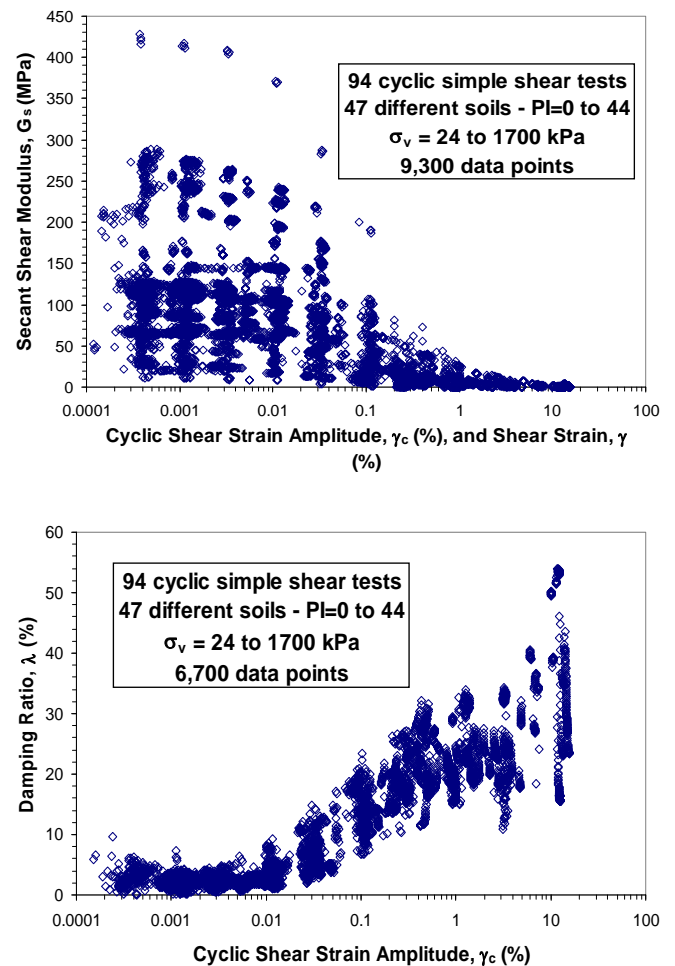 450
400
350
300
250
200
150
100
50
0
Secant Shear Modulus, Gs (MPa)
94 cyclic simple shear tests
47 different soils - PI=0 to 44
σv = 24 to 1700 kPa
9,300 data points
0.0001 0.001 0.01 0.1 1 10 100
Cyclic Shear Strain Amplitude, γc (%), and Shear Strain, γ
(%)
60
50
40
30
20
10
0
Damping Ratio, λ (%)
94 cyclic simple shear tests
47 different soils - PI=0 to 44
σv = 24 to 1700 kPa
6,700 data points
0.0001 0.001 0.01 0.1 1 10 100
Cyclic Shear Strain Amplitude, γc (%)